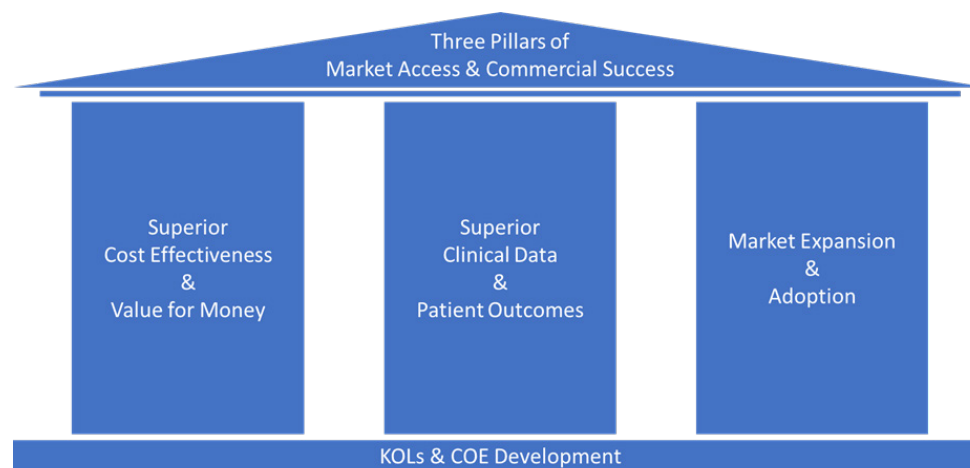 Three Pillars of
Market Access & Commercial Success
Superior
Cost Effectiveness
&
Value for Money
Superior
Clinical Data
&
Patient Outcomes
Market Expansion
&
Adoption
KOLs & COE Development